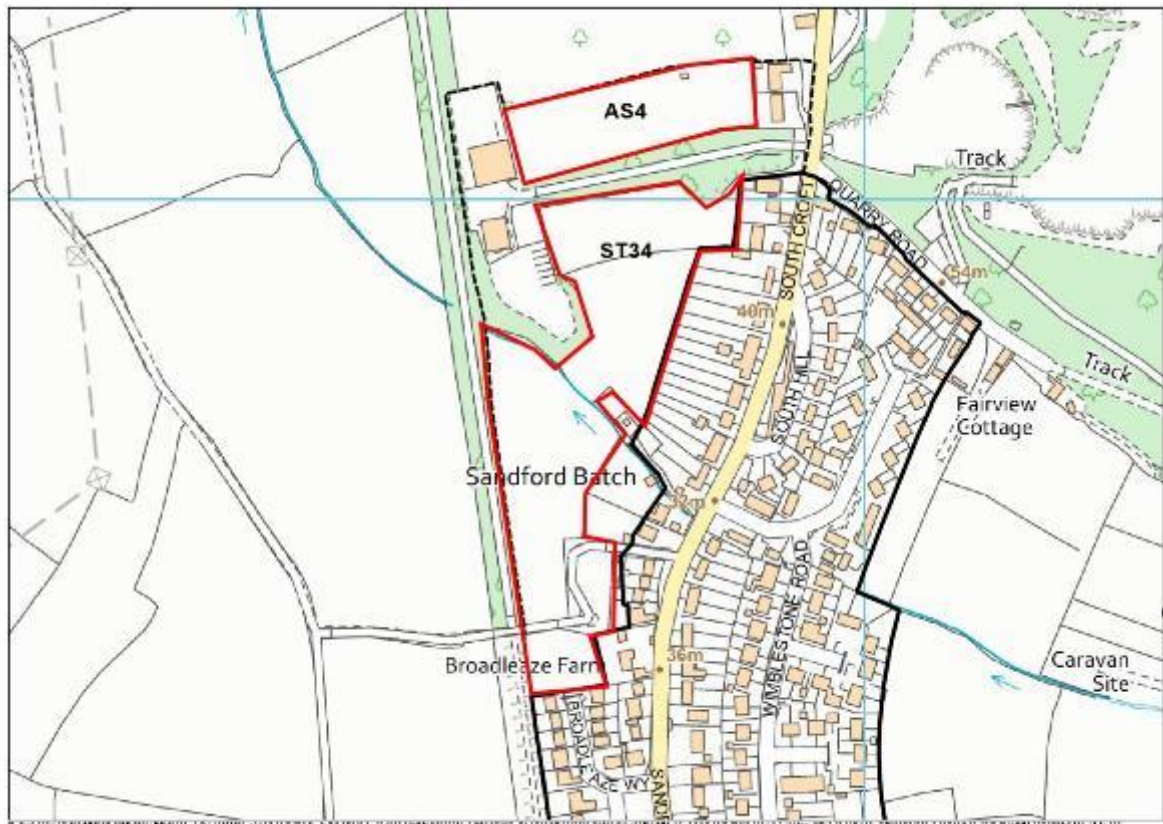 AS4
Track
QUARRY ROAD
SOUTH CROFT
ST34
54m
40m
SOUTH HILL
Track
Fairview
Cottage
Sandford Batch
WIMBLESTONE ROAD
36m
Broadleaze Farm
Caravan
Site
BROADLEAZE WY
SAND